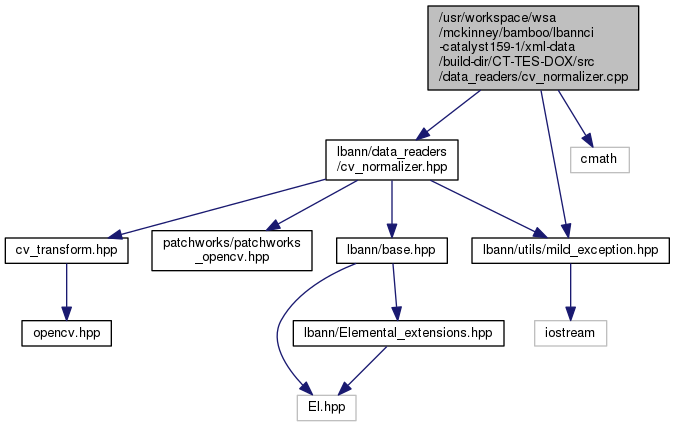 /usr/workspace/wsa
/mckinney/bamboo/lbannci
-catalyst159-1/xml-data
/build-dir/CT-TES-DOX/src
/data_readers/cv_normalizer.cpp
lbann/data_readers
/cv_normalizer.hpp
cmath
cv_transform.hpp
patchworks/patchworks
_opencv.hpp
lbann/base.hpp
lbann/utils/mild_exception.hpp
opencv.hpp
lbann/Elemental_extensions.hpp
iostream
El.hpp